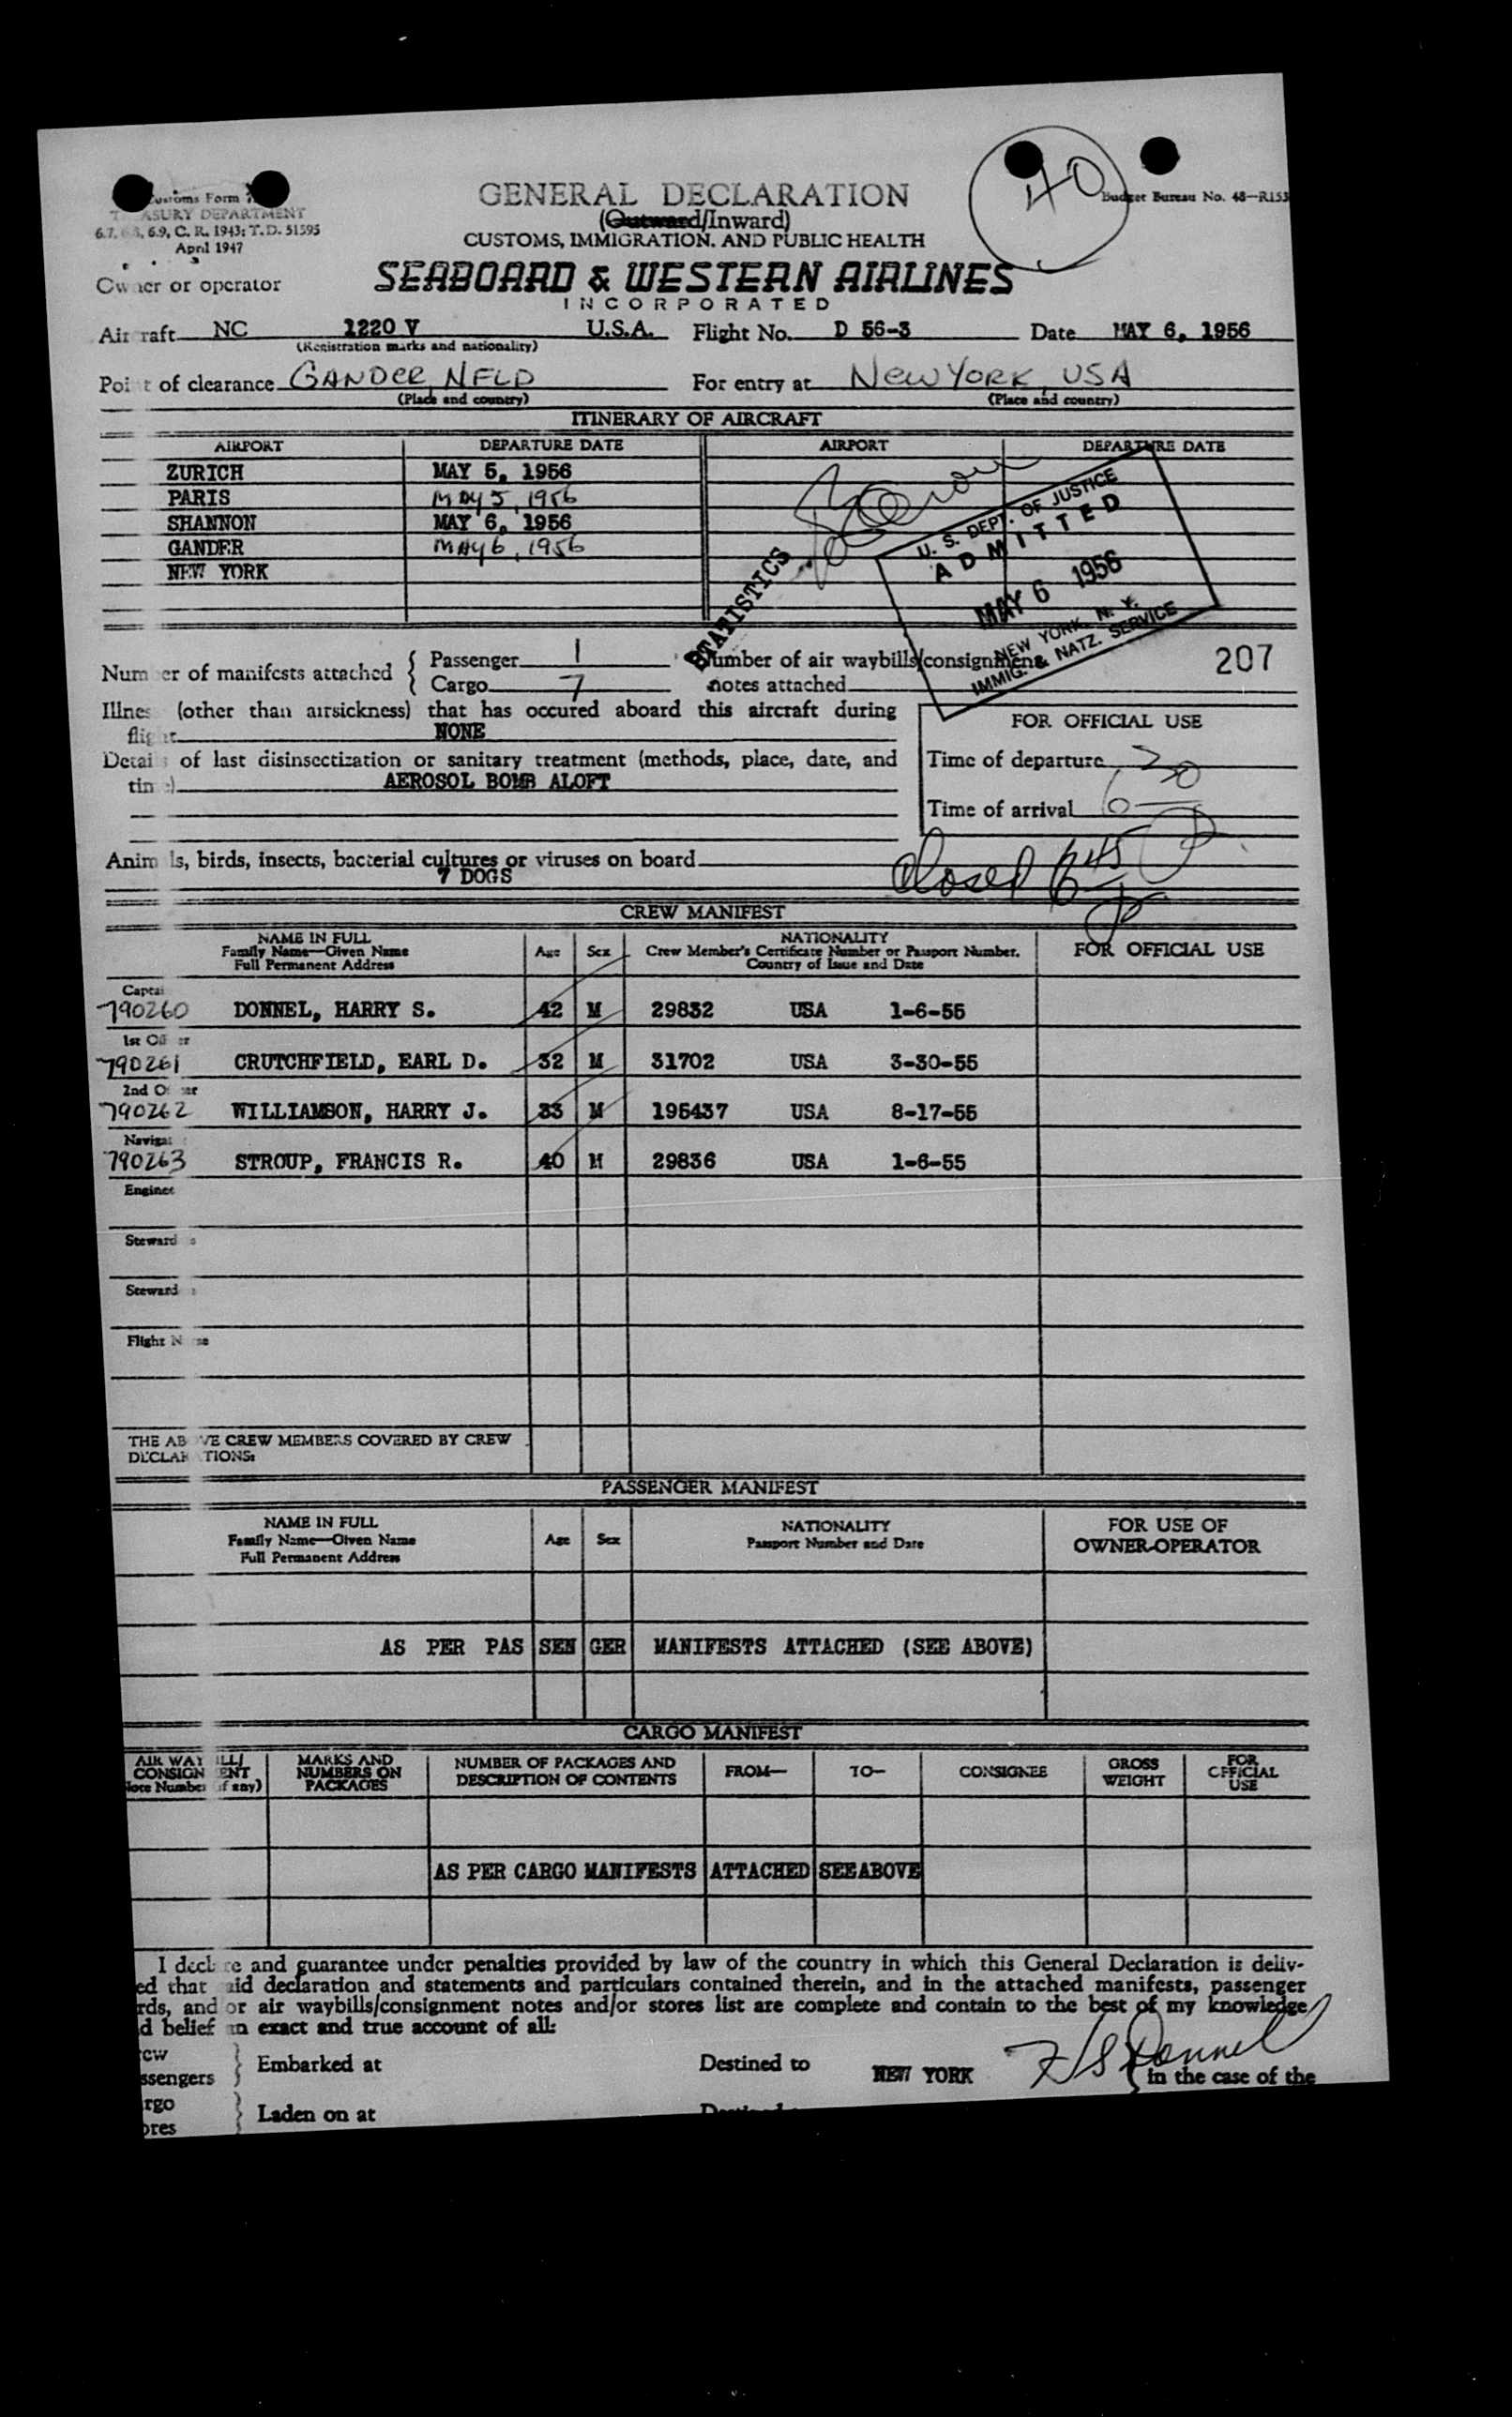 Customs Form
TREASURY DEPARTMENT
6.7, 6.8, 6.9, C. R. 1943; T. D. 51595
April 1947
GENERAL DECLARATION
(Outward/Inward)
CUSTOMS, IMMIGRATION, AND PUBLIC HEALTH
40
Budget Bureau No. 48—R153
Owner or operator
SEABOARD & WESTERN AIRLINES
INCORPORATED
Aircraft NC 1220 V U.S.A. Flight No. D 56-3 Date MAY 6, 1956
(Registration marks and nationality)
Point of clearance GANDER, NFLD For entry at NEW YORK, USA
(Place and country) (Place and country)
ITINERARY OF AIRCRAFT
AIRPORT DEPARTURE DATE AIRPORT DEPARTURE DATE
ZURICH MAY 5, 1956
PARIS MAY 5, 1956
SHANNON MAY 6, 1956
GANDER MAY 6, 1956
NEW YORK
STATISTICS
U. S. DEPT. OF JUSTICE
ADMITTED
MAY 6 1956
NEW YORK, N. Y.
IMMIG. & NATZ. SERVICE
207
Number of manifests attached { Passenger 1 Number of air waybills/consignment
Cargo 7 notes attached
Illness (other than airsickness) that has occured aboard this aircraft during
flight NONE
FOR OFFICIAL USE
Details of last disinsectization or sanitary treatment (methods, place, date, and
time) AEROSOL BOMB ALOFT
Time of departure
Time of arrival
Animals, birds, insects, bacterial cultures or viruses on board
7 DOGS
Closed 645
CREW MANIFEST
NAME IN FULL
Family Name—Given Name
Full Permanent Address
Age Sex
NATIONALITY
Crew Member's Certificate Number or Passport Number.
Country of Issue and Date
FOR OFFICIAL USE
Captain
790260 DONNEL, HARRY S. 42 M 29832 USA 1-6-55
1st Officer
790261 CRUTCHFIELD, EARL D. 32 M 31702 USA 3-30-55
2nd Officer
790262 WILLIAMSON, HARRY J. 33 M 195437 USA 8-17-55
Navigator
790263 STROUP, FRANCIS R. 40 M 29836 USA 1-6-55
Engineer
Steward
Steward
Flight Nurse
THE ABOVE CREW MEMBERS COVERED BY CREW
DECLARATIONS:
PASSENGER MANIFEST
NAME IN FULL
Family Name—Given Name
Full Permanent Address
Age Sex
NATIONALITY
Passport Number and Date
FOR USE OF
OWNER-OPERATOR
AS PER PAS SEN GER MANIFESTS ATTACHED (SEE ABOVE)
CARGO MANIFEST
AIR WAYBILL/
CONSIGNMENT
Note Number (if any)
MARKS AND
NUMBERS ON
PACKAGES
NUMBER OF PACKAGES AND
DESCRIPTION OF CONTENTS
FROM— TO— CONSIGNEE
GROSS
WEIGHT
FOR
OFFICIAL
USE
AS PER CARGO MANIFESTS ATTACHED SEE ABOVE
I declare and guarantee under penalties provided by law of the country in which this General Declaration is deliv-
ed that said declaration and statements and particulars contained therein, and in the attached manifests, passenger
rds, and or air waybills/consignment notes and/or stores list are complete and contain to the best of my knowledge
d belief an exact and true account of all:
ew
ssengers } Embarked at Destined to NEW YORK
H S Donnel
in the case of the
rgo
ores } Laden on at